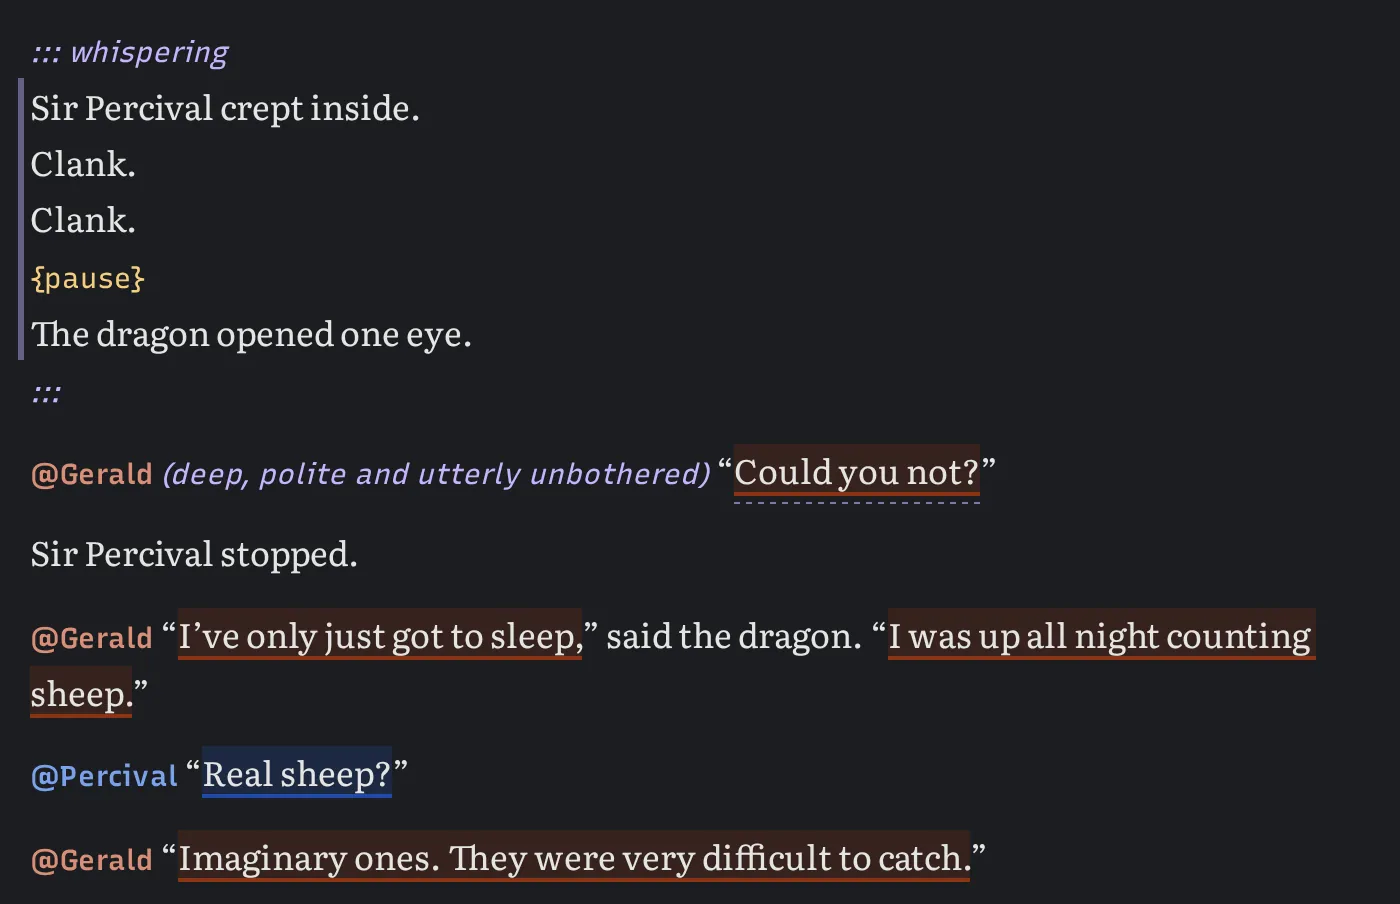 ::: whispering
Sir Percival crept inside.
Clank.
Clank.
{pause}
The dragon opened one eye.
:::
@Gerald (deep, polite and utterly unbothered) “Could you not?”
Sir Percival stopped.
@Gerald “I’ve only just got to sleep,” said the dragon. “I was up all night counting
sheep.”
@Percival “Real sheep?”
@Gerald “Imaginary ones. They were very difficult to catch.”